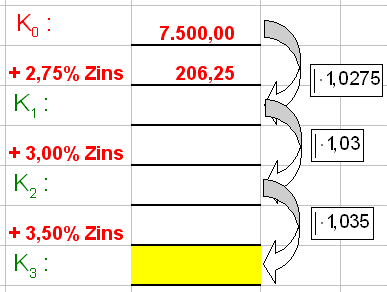 K₀ : 7.500,00
+ 2,75% Zins 206,25
|·1,0275
K₁ :
+ 3,00% Zins
|·1,03
K₂ :
+ 3,50% Zins
|·1,035
K₃ :